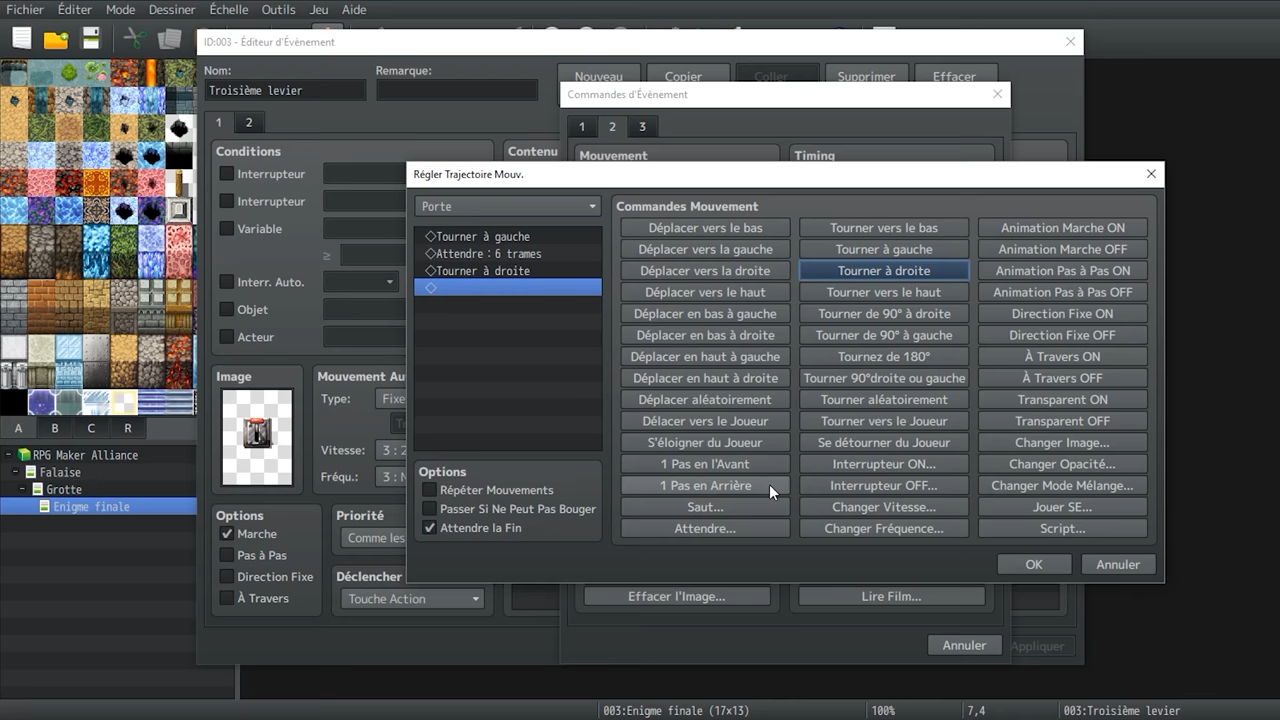 Fichier Éditer Mode Dessiner Échelle Outils Jeu Aide
ID:003 - Éditeur d'Évènement
Nom: Remarque:
Troisième levier
Nouveau Copier Coller Supprimer Effacer
1 2
Conditions
Interrupteur
Interrupteur
Variable
≥
Interr. Auto.
Objet
Acteur
Contenu
Image
Mouvement Au
Type: Fixe
Vitesse: 3 : 2
Fréqu.: 3 : N
Options
Marche
Pas à Pas
Direction Fixe
À Travers
Priorité
Comme les
Déclencher
Touche Action
Appliquer
Commandes d'Évènement
1 2 3
Mouvement Timing
Effacer l'Image... Lire Film...
Annuler
Régler Trajectoire Mouv.
Porte
◇Tourner à gauche
◇Attendre : 6 trames
◇Tourner à droite
◇
Options
Répéter Mouvements
Passer Si Ne Peut Pas Bouger
Attendre la Fin
Commandes Mouvement
Déplacer vers le bas Tourner vers le bas Animation Marche ON
Déplacer vers la gauche Tourner à gauche Animation Marche OFF
Déplacer vers la droite Tourner à droite Animation Pas à Pas ON
Déplacer vers le haut Tourner vers le haut Animation Pas à Pas OFF
Déplacer en bas à gauche Tourner de 90° à droite Direction Fixe ON
Déplacer en bas à droite Tourner de 90° à gauche Direction Fixe OFF
Déplacer en haut à gauche Tournez de 180° À Travers ON
Déplacer en haut à droite Tourner 90°droite ou gauche À Travers OFF
Déplacer aléatoirement Tourner aléatoirement Transparent ON
Délacer vers le Joueur Tourner vers le Joueur Transparent OFF
S'éloigner du Joueur Se détourner du Joueur Changer Image...
1 Pas en l'Avant Interrupteur ON... Changer Opacité...
1 Pas en Arrière Interrupteur OFF... Changer Mode Mélange...
Saut... Changer Vitesse... Jouer SE...
Attendre... Changer Fréquence... Script...
OK Annuler
A B C R
RPG Maker Alliance
Falaise
Grotte
Enigme finale
003:Enigme finale (17x13) 100% 7,4 003:Troisième levier